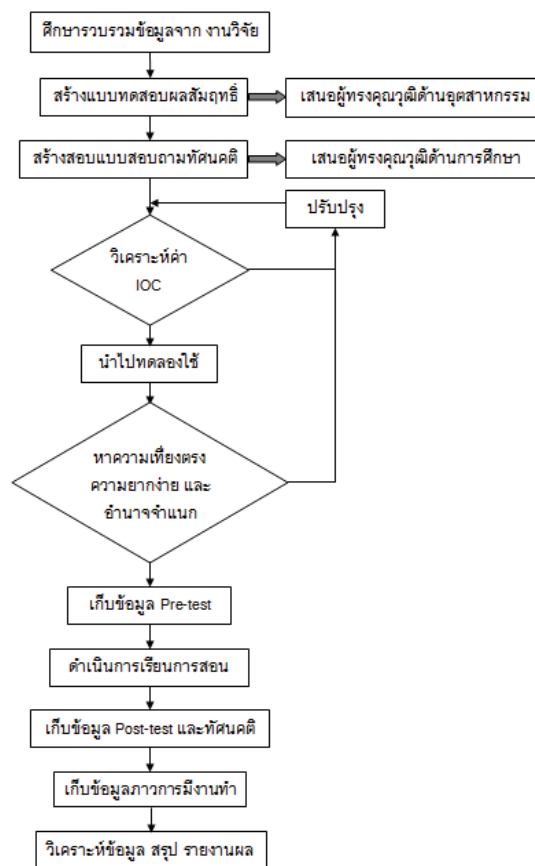 ศึกษารวบรวมข้อมูลจาก งานวิจัย
สร้างแบบทดสอบผลสัมฤทธิ์
เสนอผู้ทรงคุณวุฒิด้านอุตสาหกรรม
สร้างสอบแบบสอบถามทัศนคติ
เสนอผู้ทรงคุณวุฒิด้านการศึกษา
ปรับปรุง
วิเคราะห์ค่า
IOC
นำไปทดลองใช้
หาความเที่ยงตรง
ความยากง่าย และ
อำนาจจำแนก
เก็บข้อมูล Pre-test
ดำเนินการเรียนการสอน
เก็บข้อมูล Post-test และทัศนคติ
เก็บข้อมูลภาวการมีงานทำ
วิเคราะห์ข้อมูล สรุป รายงานผล